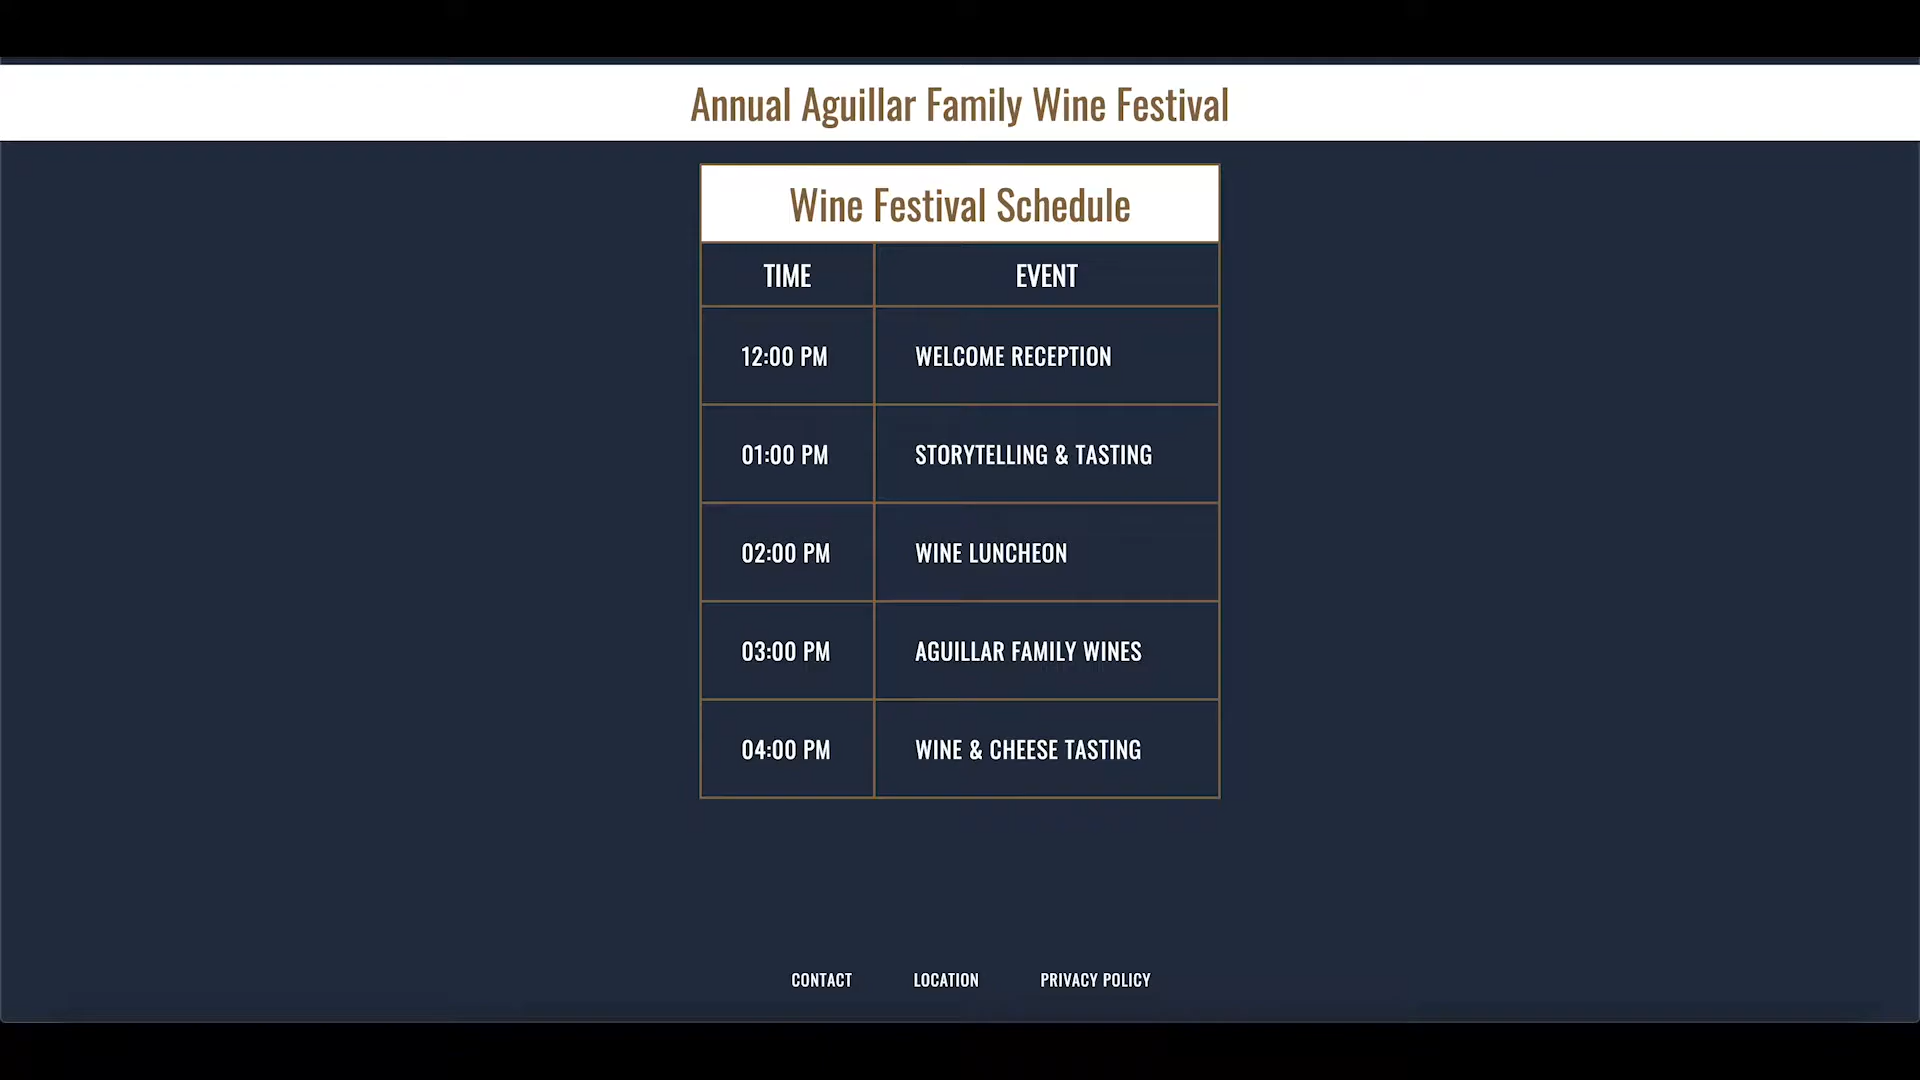 Annual Aguillar Family Wine Festival
Wine Festival Schedule
TIME EVENT
12:00 PM WELCOME RECEPTION
01:00 PM STORYTELLING & TASTING
02:00 PM WINE LUNCHEON
03:00 PM AGUILLAR FAMILY WINES
04:00 PM WINE & CHEESE TASTING
CONTACT LOCATION PRIVACY POLICY